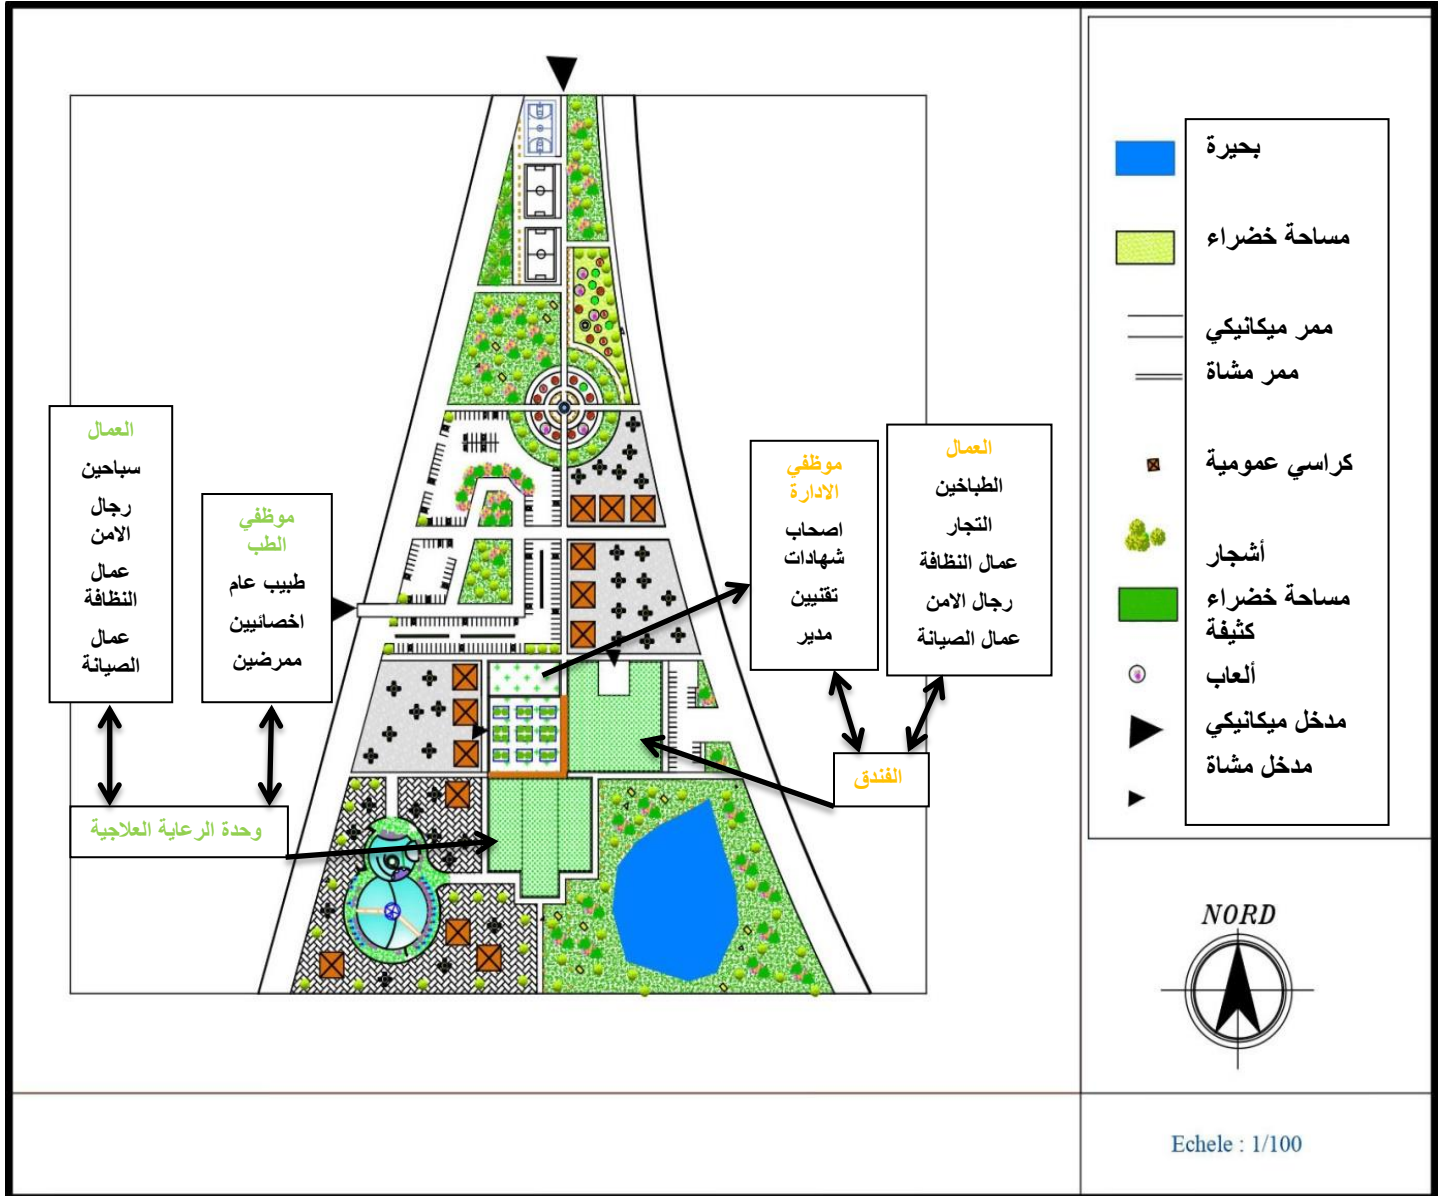 بحيرة
مساحة خضراء
ممر ميكانيكي
ممر مشاة
كراسي عمومية
أشجار
مساحة خضراء
كثيفة
ألعاب
مدخل ميكانيكي
مدخل مشاة
العمال
سباحين
رجال
الامن
عمال
النظافة
عمال
الصيانة
موظفي
الطب
طبيب عام
اخصائيين
ممرضين
وحدة الرعاية العلاجية
موظفي
الادارة
اصحاب
شهادات
تقنيين
مدير
العمال
الطباخين
التجار
عمال النظافة
رجال الامن
عمال الصيانة
الفندق
NORD
Echele : 1/100